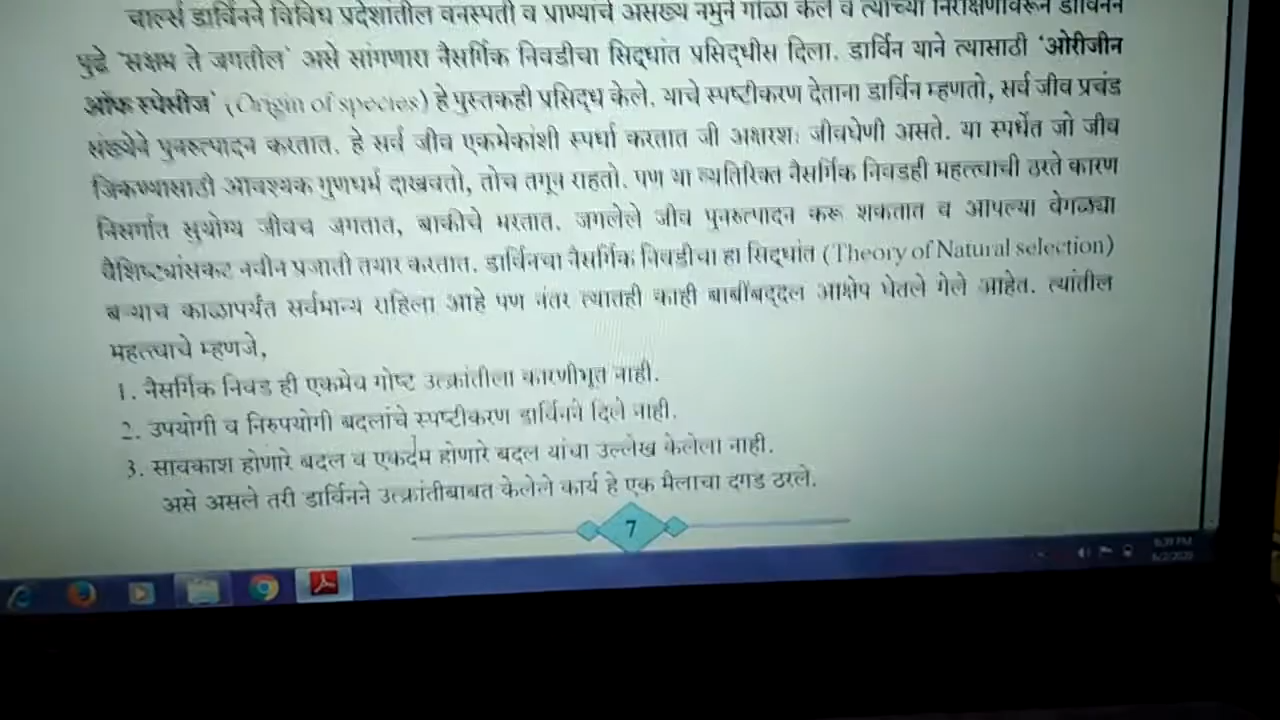 चार्ल्स डार्विनने विविध प्रदेशांतील वनस्पती व प्राण्यांचे असंख्य नमुने गोळा केले व त्यांच्या निरीक्षणावरून डार्विनने
पुढे 'सक्षम ते जगतील' असे सांगणारा नैसर्गिक निवडीचा सिद्धांत प्रसिद्धीस दिला. डार्विन याने त्यासाठी 'ओरीजीन
ऑफ स्पेसीज' (Origin of species) हे पुस्तकही प्रसिद्ध केले. याचे स्पष्टीकरण देताना डार्विन म्हणतो, सर्व जीव प्रचंड
संख्येने पुनरुत्पादन करतात. हे सर्व जीव एकमेकांशी स्पर्धा करतात जी अक्षरशः जीवघेणी असते. या स्पर्धेत जो जीव
जिंकण्यासाठी आवश्यक गुणधर्म दाखवतो, तोच तगून राहतो. पण या व्यतिरिक्त नैसर्गिक निवडही महत्त्वाची ठरते कारण
निसर्गात सुयोग्य जीवच जगतात, बाकीचे मरतात. जगलेले जीव पुनरुत्पादन करू शकतात व आपल्या वेगळ्या
वैशिष्ट्यांसकट नवीन प्रजाती तयार करतात. डार्विनचा नैसर्गिक निवडीचा हा सिद्धांत (Theory of Natural selection)
बऱ्याच काळापर्यंत सर्वमान्य राहिला आहे पण नंतर त्यातही काही बाबींबद्दल आक्षेप घेतले गेले आहेत. त्यांतील
महत्त्वाचे म्हणजे,
1. नैसर्गिक निवड ही एकमेव गोष्ट उत्क्रांतीला कारणीभूत नाही.
2. उपयोगी व निरुपयोगी बदलांचे स्पष्टीकरण डार्विनने दिले नाही.
3. सावकाश होणारे बदल व एकदम होणारे बदल यांचा उल्लेख केलेला नाही.
असे असले तरी डार्विनने उत्क्रांतीबाबत केलेले कार्य हे एक मैलाचा दगड ठरले.
7